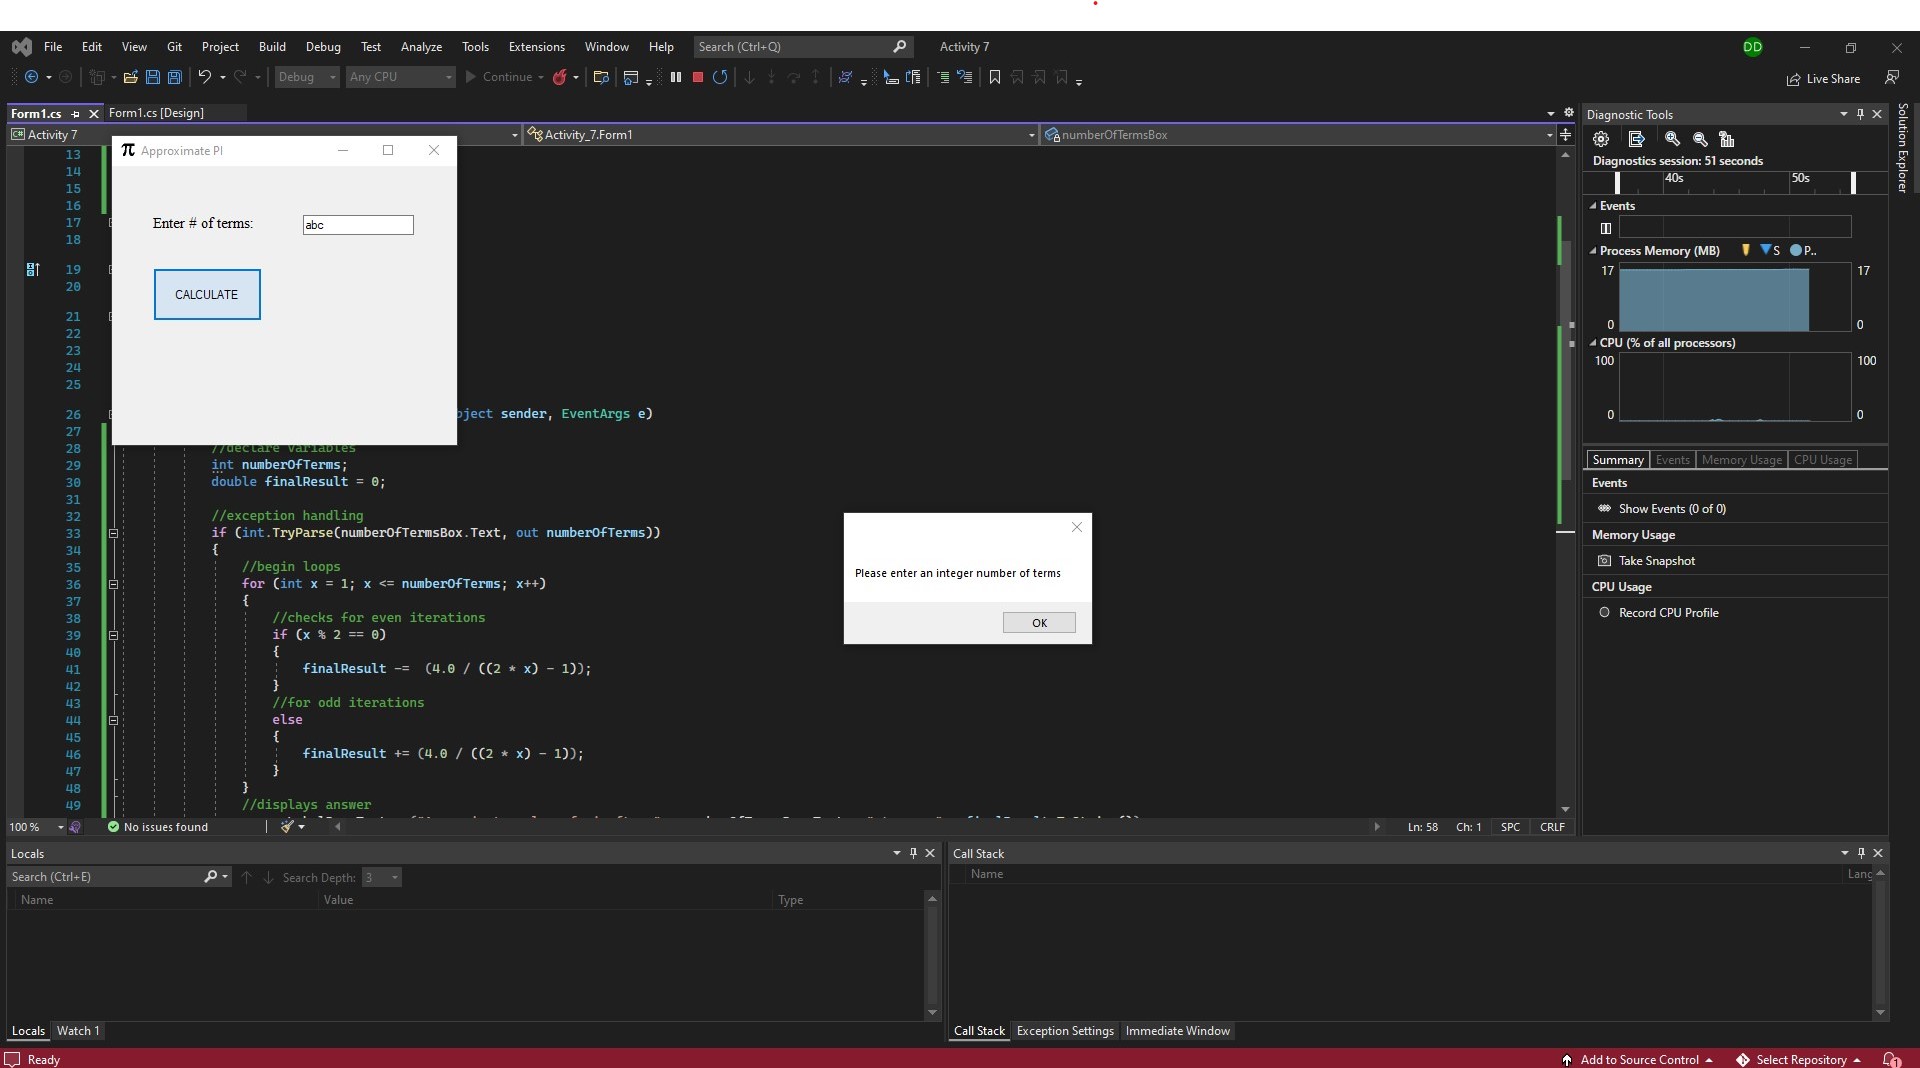 File Edit View Git Project Build Debug Test Analyze Tools Extensions Window Help Search (Ctrl+Q) Activity 7 DD
Debug Any CPU Continue Live Share
Form1.cs Form1.cs [Design]
Activity 7 Activity_7.Form1 numberOfTermsBox
Approximate PI
Enter # of terms: abc
CALCULATE
13
14
15
16
17
18
19
20
21
22
23
24
25
26 bject sender, EventArgs e)
27
28 //declare variables
29 int numberOfTerms;
30 double finalResult = 0;
31
32 //exception handling
33 if (int.TryParse(numberOfTermsBox.Text, out numberOfTerms))
34 {
35 //begin loops
36 for (int x = 1; x <= numberOfTerms; x++)
37 {
38 //checks for even iterations
39 if (x % 2 == 0)
40 {
41 finalResult -= (4.0 / ((2 * x) - 1));
42 }
43 //for odd iterations
44 else
45 {
46 finalResult += (4.0 / ((2 * x) - 1));
47 }
48 }
49 //displays answer
Please enter an integer number of terms
OK
100 % No issues found Ln: 58 Ch: 1 SPC CRLF
Diagnostic Tools
Diagnostics session: 51 seconds
40s 50s
Events
Process Memory (MB) S P..
17 17
0 0
CPU (% of all processors)
100 100
0 0
Summary Events Memory Usage CPU Usage
Events
Show Events (0 of 0)
Memory Usage
Take Snapshot
CPU Usage
Record CPU Profile
Solution Explorer
Locals
Search (Ctrl+E) Search Depth: 3
Name Value Type
Locals Watch 1
Call Stack
Name Lang
Call Stack Exception Settings Immediate Window
Ready Add to Source Control Select Repository 1